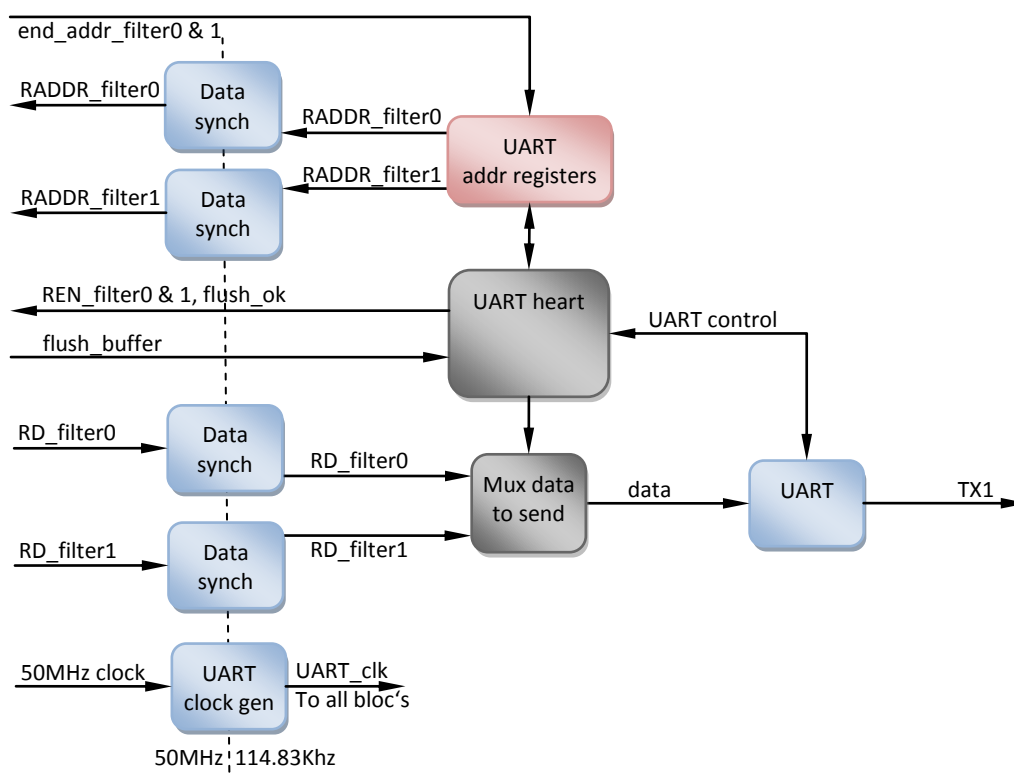 end_addr_filter0 & 1
RADDR_filter0
Data
synch
RADDR_filter0
UART
addr registers
RADDR_filter1
Data
synch
RADDR_filter1
REN_filter0 & 1, flush_ok
UART heart
UART control
flush_buffer
RD_filter0
Data
synch
RD_filter0
Mux data
to send
data
UART
TX1
RD_filter1
Data
synch
RD_filter1
50MHz clock
UART
clock gen
UART_clk
To all bloc‘s
50MHz
114.83Khz